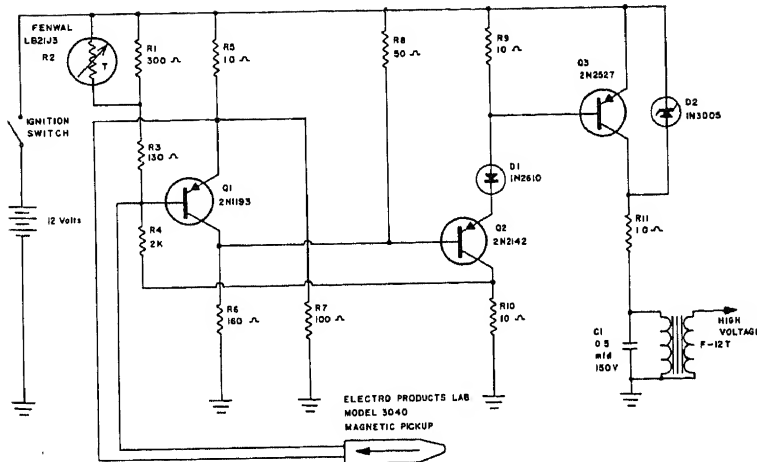 FENWAL
LB21J3
R2
T
R1
300 Ω
R5
10 Ω
R8
50 Ω
R9
10 Ω
Q3
2N2527
D2
1N3005
IGNITION
SWITCH
R3
130 Ω
D1
1N2610
12 Volts
Q1
2N1193
R4
2K
Q2
2N2142
R11
1.0 Ω
R6
160 Ω
R7
100 Ω
R10
10 Ω
C1
0.5
mfd
150V
HIGH
VOLTAGE
F-12T
ELECTRO PRODUCTS LAB
MODEL 3040
MAGNETIC PICKUP